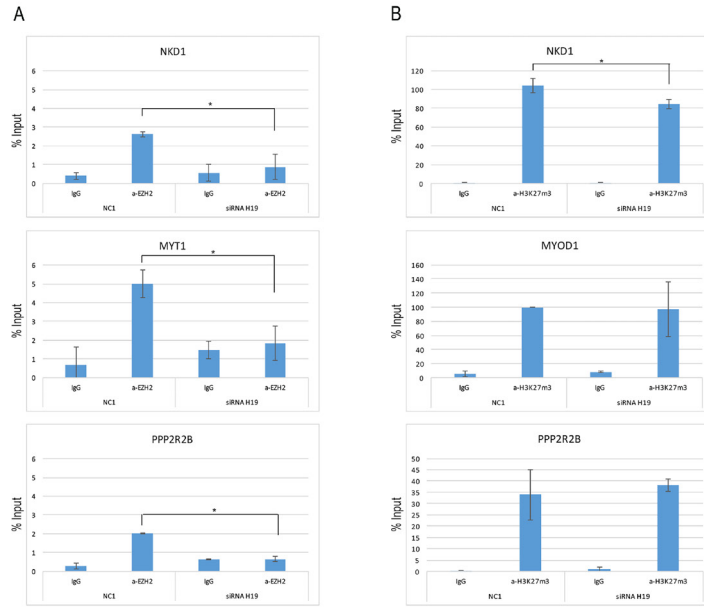 A
NKD1
% Input
6
5
4
3
2
1
0
*
IgG
a-EZH2
IgG
a-EZH2
NC1
siRNA H19
MYT1
% Input
6
5
4
3
2
1
0
*
IgG
a-EZH2
IgG
a-EZH2
NC1
siRNA H19
PPP2R2B
% Input
6
5
4
3
2
1
0
*
IgG
a-EZH2
IgG
a-EZH2
NC1
siRNA H19
B
NKD1
% Input
120
100
80
60
40
20
0
*
IgG
a-H3K27m3
IgG
a-H3K27m3
NC1
siRNA H19
MYOD1
% Input
160
140
120
100
80
60
40
20
0
IgG
a-H3K27m3
IgG
a-H3K27m3
NC1
siRNA H19
PPP2R2B
% Input
50
45
40
35
30
25
20
15
10
5
0
IgG
a-H3K27m3
IgG
a-H3K27m3
NC1
siRNA H19